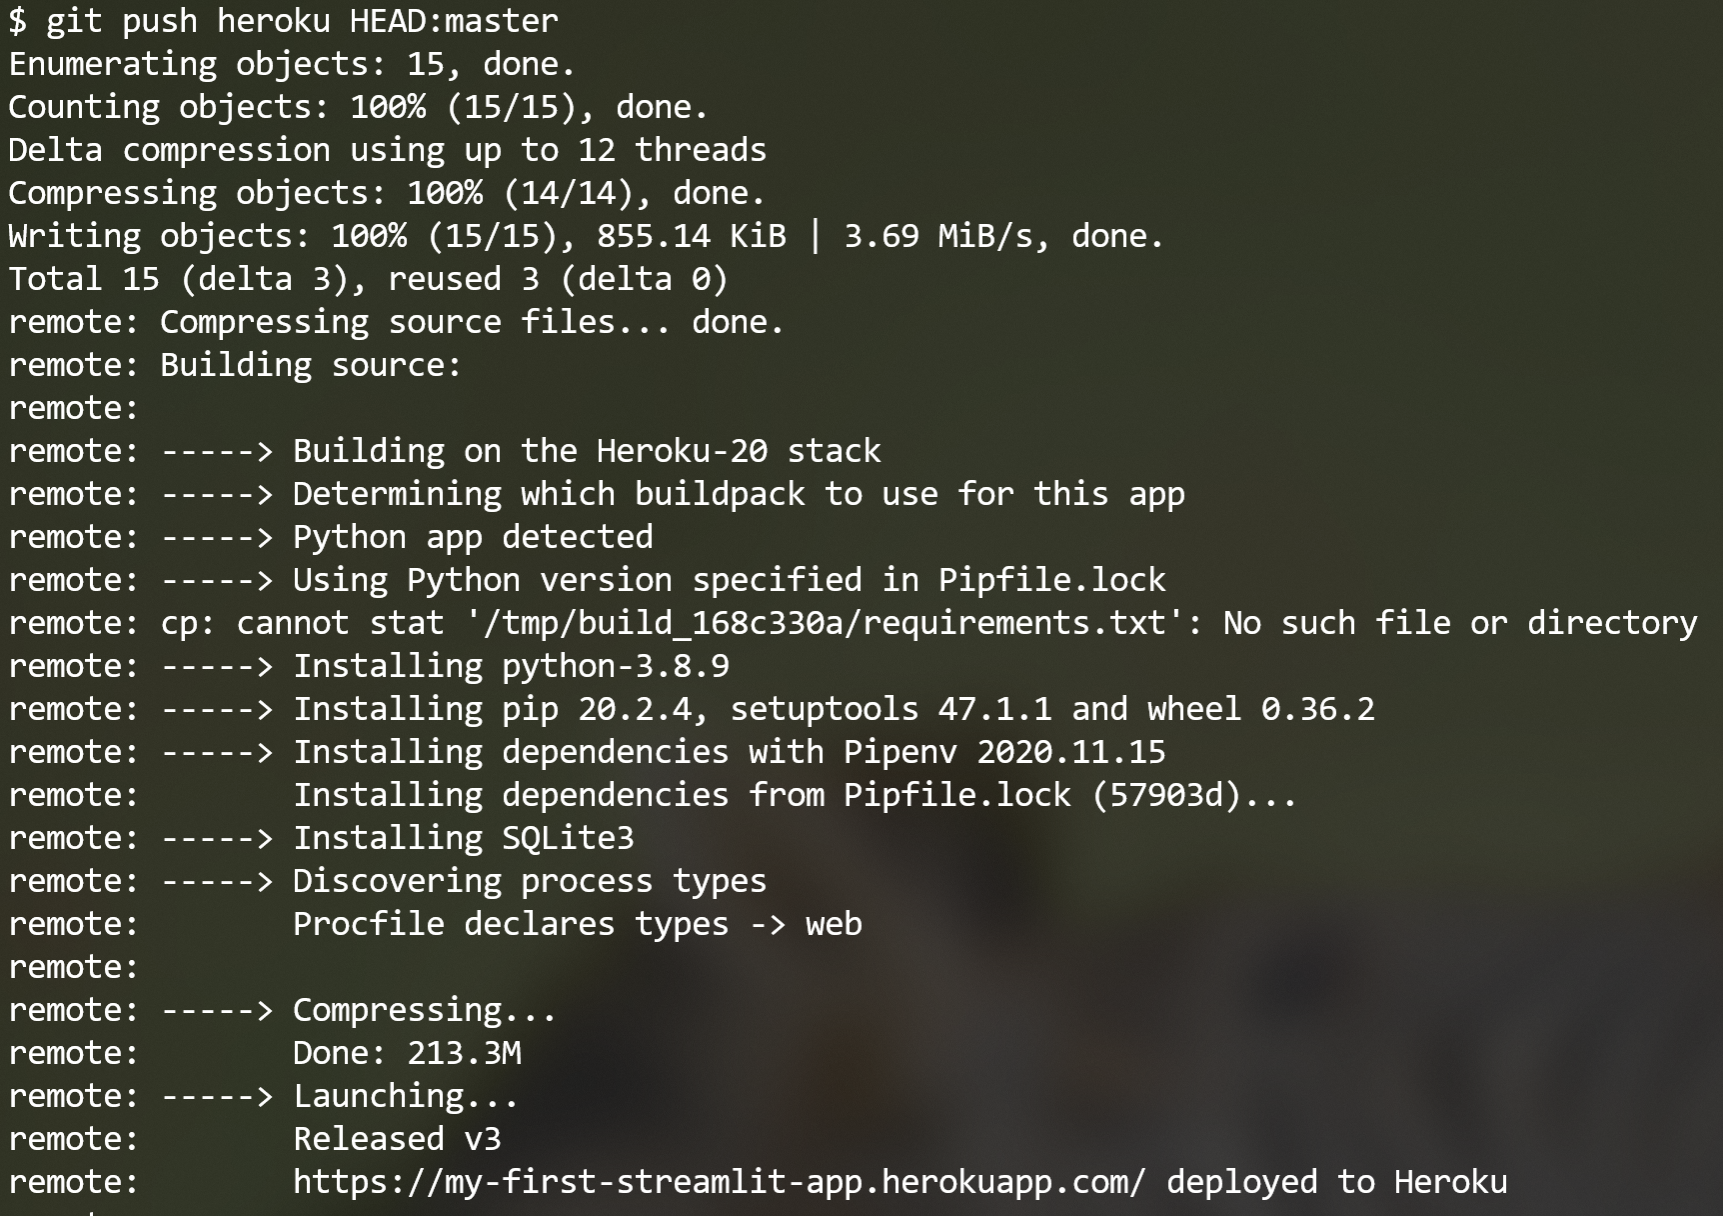 $ git push heroku HEAD:master
Enumerating objects: 15, done.
Counting objects: 100% (15/15), done.
Delta compression using up to 12 threads
Compressing objects: 100% (14/14), done.
Writing objects: 100% (15/15), 855.14 KiB | 3.69 MiB/s, done.
Total 15 (delta 3), reused 3 (delta 0)
remote: Compressing source files... done.
remote: Building source:
remote:
remote: -----> Building on the Heroku-20 stack
remote: -----> Determining which buildpack to use for this app
remote: -----> Python app detected
remote: -----> Using Python version specified in Pipfile.lock
remote: cp: cannot stat '/tmp/build_168c330a/requirements.txt': No such file or directory
remote: -----> Installing python-3.8.9
remote: -----> Installing pip 20.2.4, setuptools 47.1.1 and wheel 0.36.2
remote: -----> Installing dependencies with Pipenv 2020.11.15
remote:        Installing dependencies from Pipfile.lock (57903d)...
remote: -----> Installing SQLite3
remote: -----> Discovering process types
remote:        Procfile declares types -> web
remote:
remote: -----> Compressing...
remote:        Done: 213.3M
remote: -----> Launching...
remote:        Released v3
remote:        https://my-first-streamlit-app.herokuapp.com/ deployed to Heroku